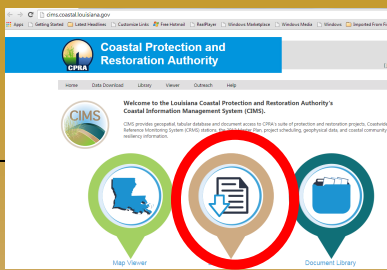 cims.coastal.louisiana.gov
Apps Getting Started Latest Headlines Customize Links Free Hotmail RealPlayer Windows Marketplace Windows Media Windows Imported From Fi
Coastal Protection and
Restoration Authority
CPRA
Home Data Download Library Viewer Outreach Help
CIMS
Welcome to the Louisiana Coastal Protection and Restoration Authority's
Coastal Information Management System (CIMS).
CIMS provides geospatial, tabular database and document access to CPRA's suite of protection and restoration projects, Coastwide
Reference Monitoring System (CRMS) stations, the Master Plan, project scheduling, geophysical data, and coastal community
resiliency information.
Map Viewer
Document Library